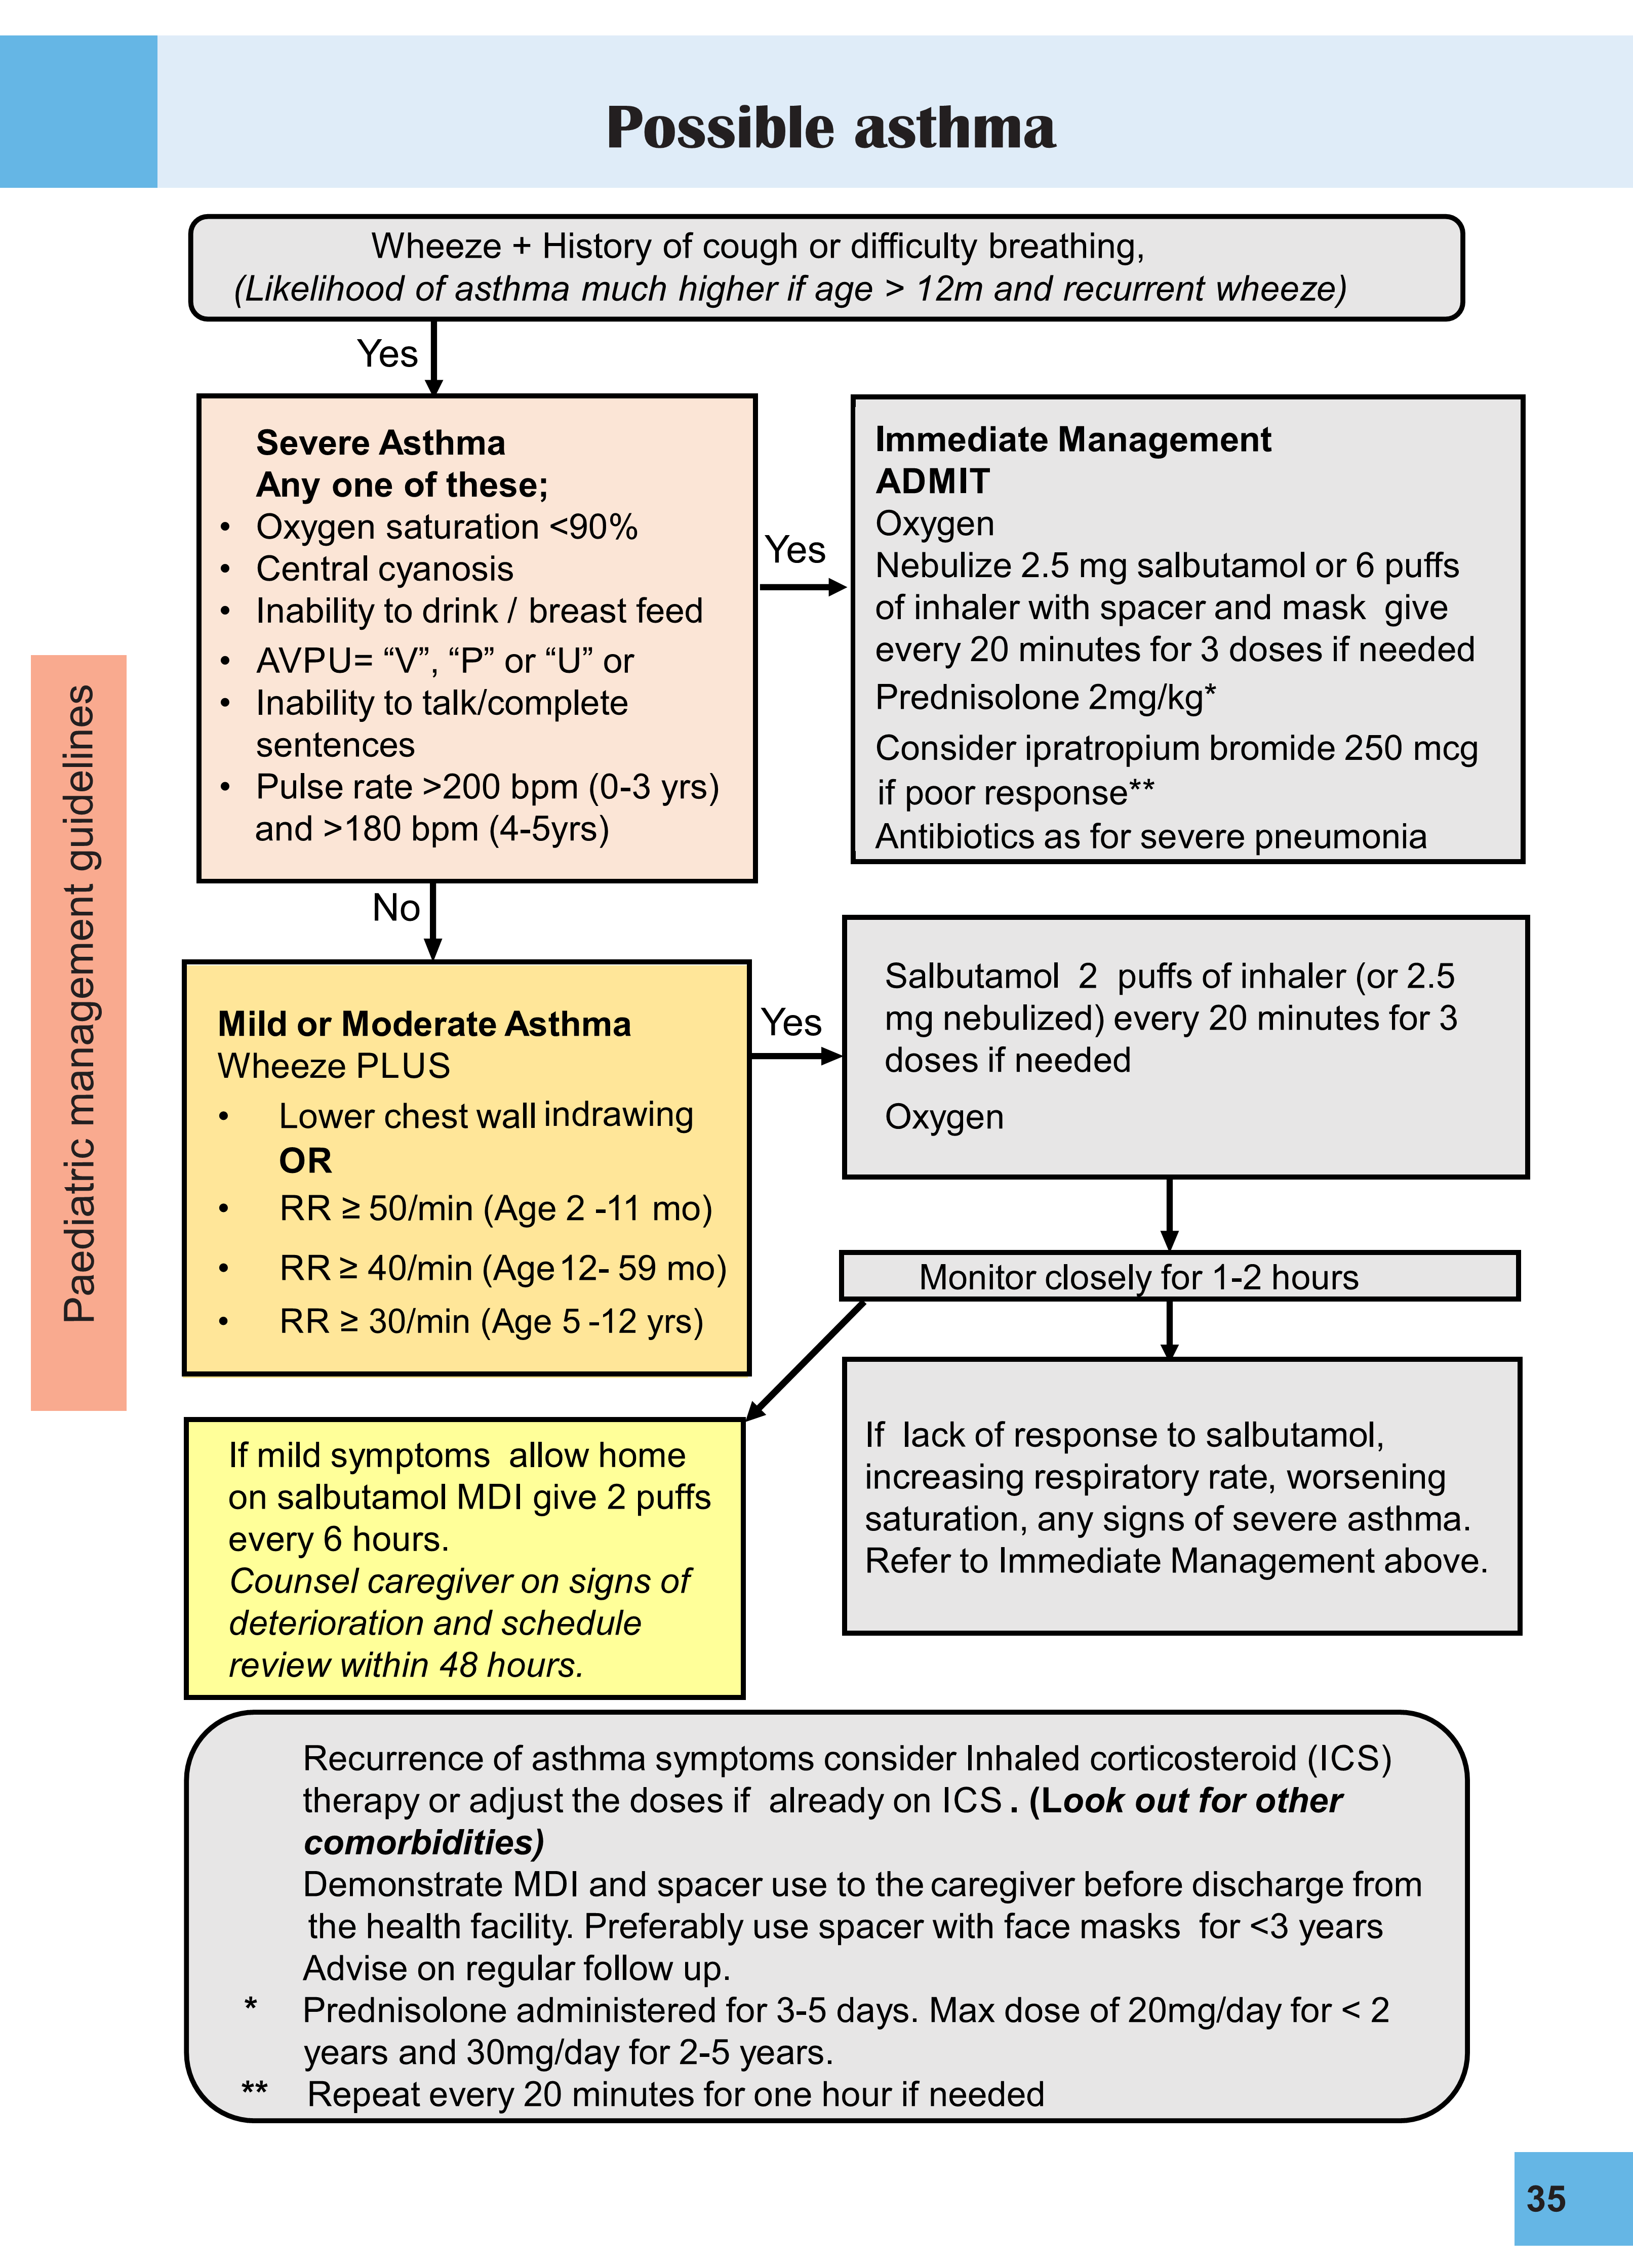 Possible asthma
Wheeze + History of cough or difficulty breathing,
(Likelihood of asthma much higher if age > 12m and recurrent wheeze)
Yes
Severe Asthma
Any one of these;
• Oxygen saturation <90%
• Central cyanosis
• Inability to drink / breast feed
• AVPU= “V”, “P” or “U” or
• Inability to talk/complete
sentences
• Pulse rate >200 bpm (0-3 yrs)
and >180 bpm (4-5yrs)
Yes
Immediate Management
ADMIT
Oxygen
Nebulize 2.5 mg salbutamol or 6 puffs
of inhaler with spacer and mask give
every 20 minutes for 3 doses if needed
Prednisolone 2mg/kg*
Consider ipratropium bromide 250 mcg
if poor response**
Antibiotics as for severe pneumonia
No
Mild or Moderate Asthma
Wheeze PLUS
• Lower chest wall indrawing
OR
• RR ≥ 50/min (Age 2 -11 mo)
• RR ≥ 40/min (Age 12- 59 mo)
• RR ≥ 30/min (Age 5 -12 yrs)
Yes
Salbutamol 2 puffs of inhaler (or 2.5
mg nebulized) every 20 minutes for 3
doses if needed
Oxygen
Monitor closely for 1-2 hours
If mild symptoms allow home
on salbutamol MDI give 2 puffs
every 6 hours.
Counsel caregiver on signs of
deterioration and schedule
review within 48 hours.
If lack of response to salbutamol,
increasing respiratory rate, worsening
saturation, any signs of severe asthma.
Refer to Immediate Management above.
Recurrence of asthma symptoms consider Inhaled corticosteroid (ICS)
therapy or adjust the doses if already on ICS . (Look out for other
comorbidities)
Demonstrate MDI and spacer use to the caregiver before discharge from
the health facility. Preferably use spacer with face masks for <3 years
Advise on regular follow up.
* Prednisolone administered for 3-5 days. Max dose of 20mg/day for < 2
years and 30mg/day for 2-5 years.
** Repeat every 20 minutes for one hour if needed
Paediatric management guidelines
35